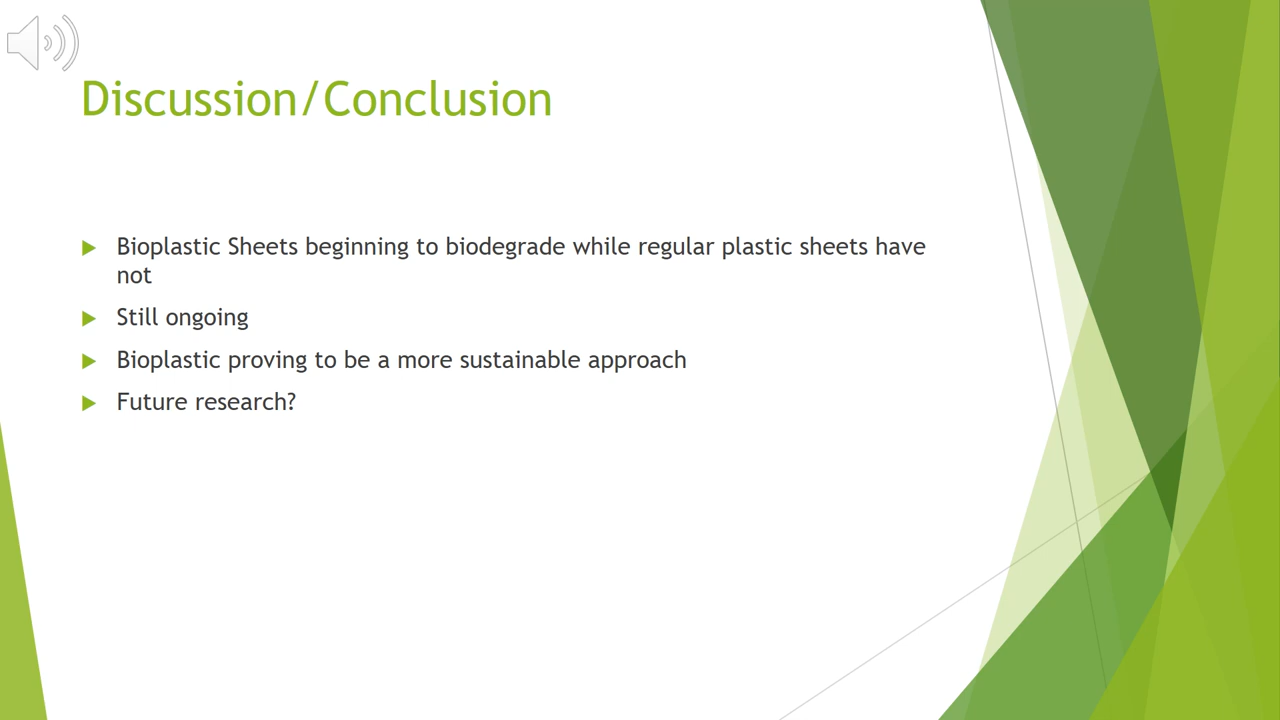 Discussion/Conclusion
Bioplastic Sheets beginning to biodegrade while regular plastic sheets have
not
Still ongoing
Bioplastic proving to be a more sustainable approach
Future research?